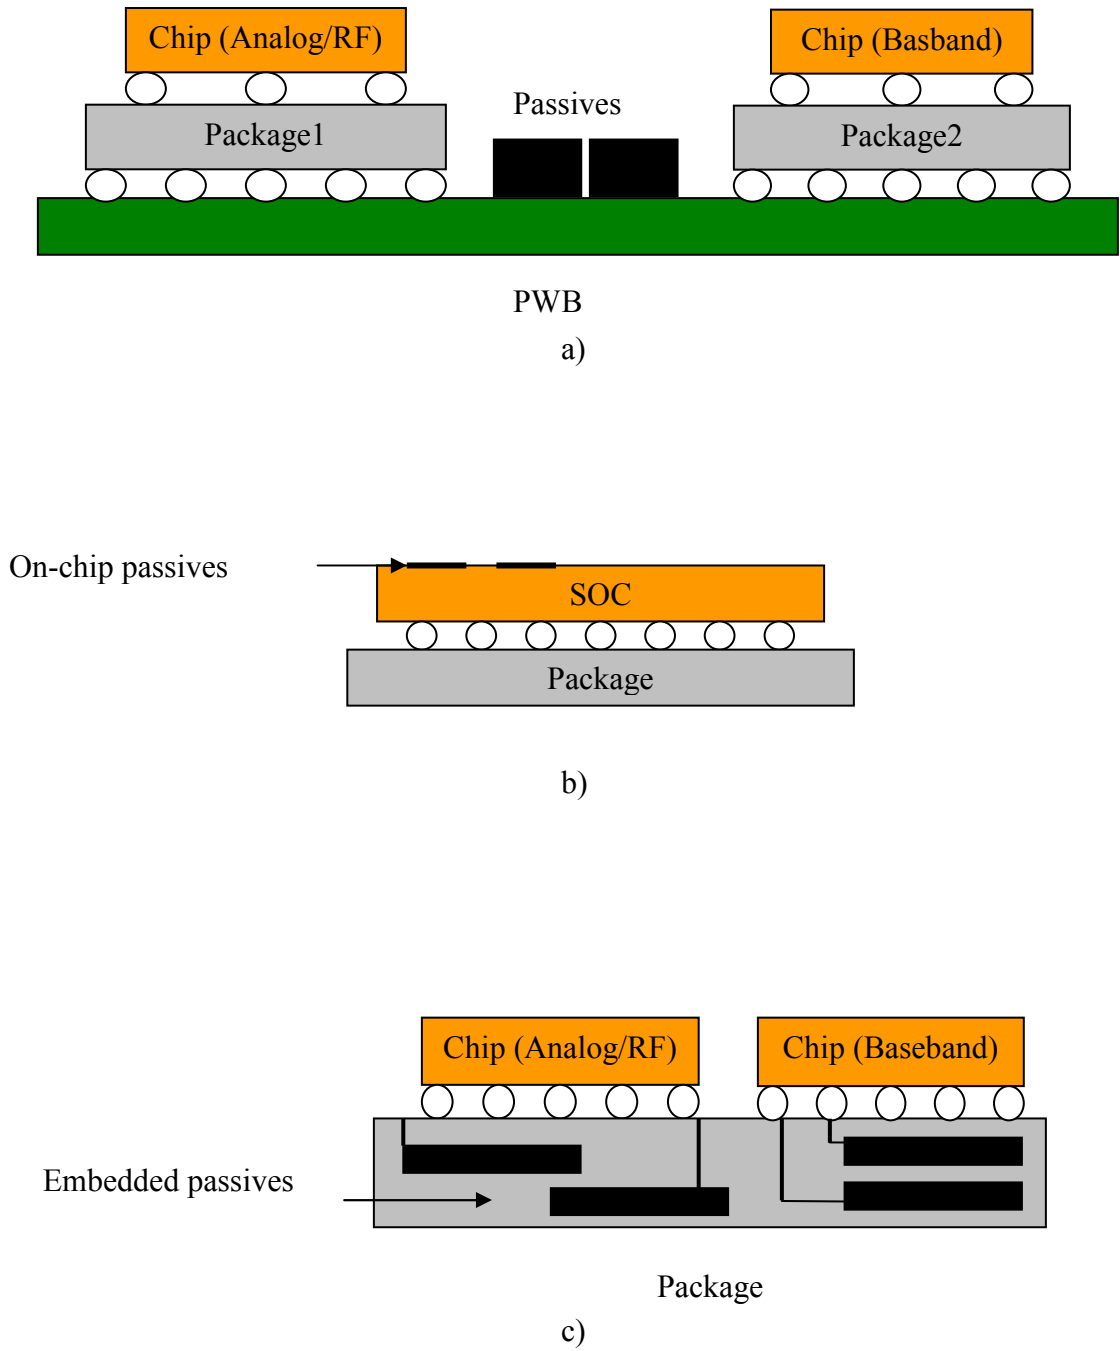 Chip (Analog/RF)
Chip (Basband)
Passives
Package1
Package2
PWB
a)
On-chip passives
SOC
Package
b)
Chip (Analog/RF)
Chip (Baseband)
Embedded passives
Package
c)